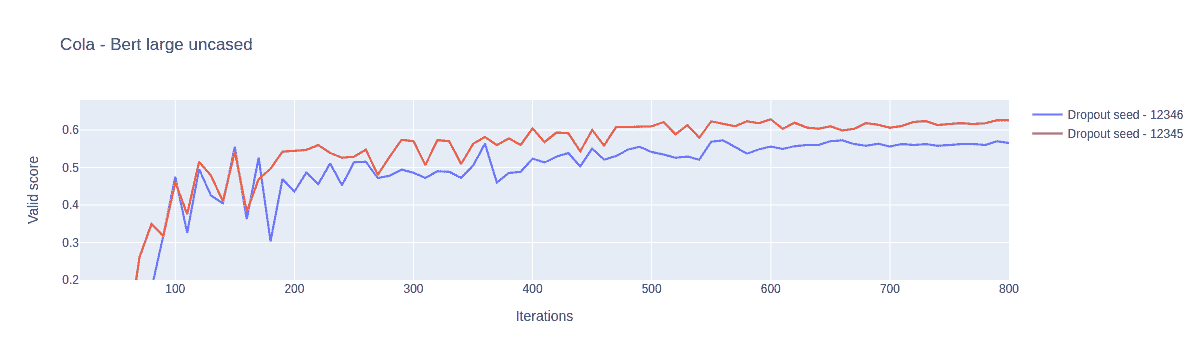 Cola - Bert large uncased
Dropout seed - 12346
Dropout seed - 12345
Valid score
0.6
0.5
0.4
0.3
0.2
100 200 300 400 500 600 700 800
Iterations